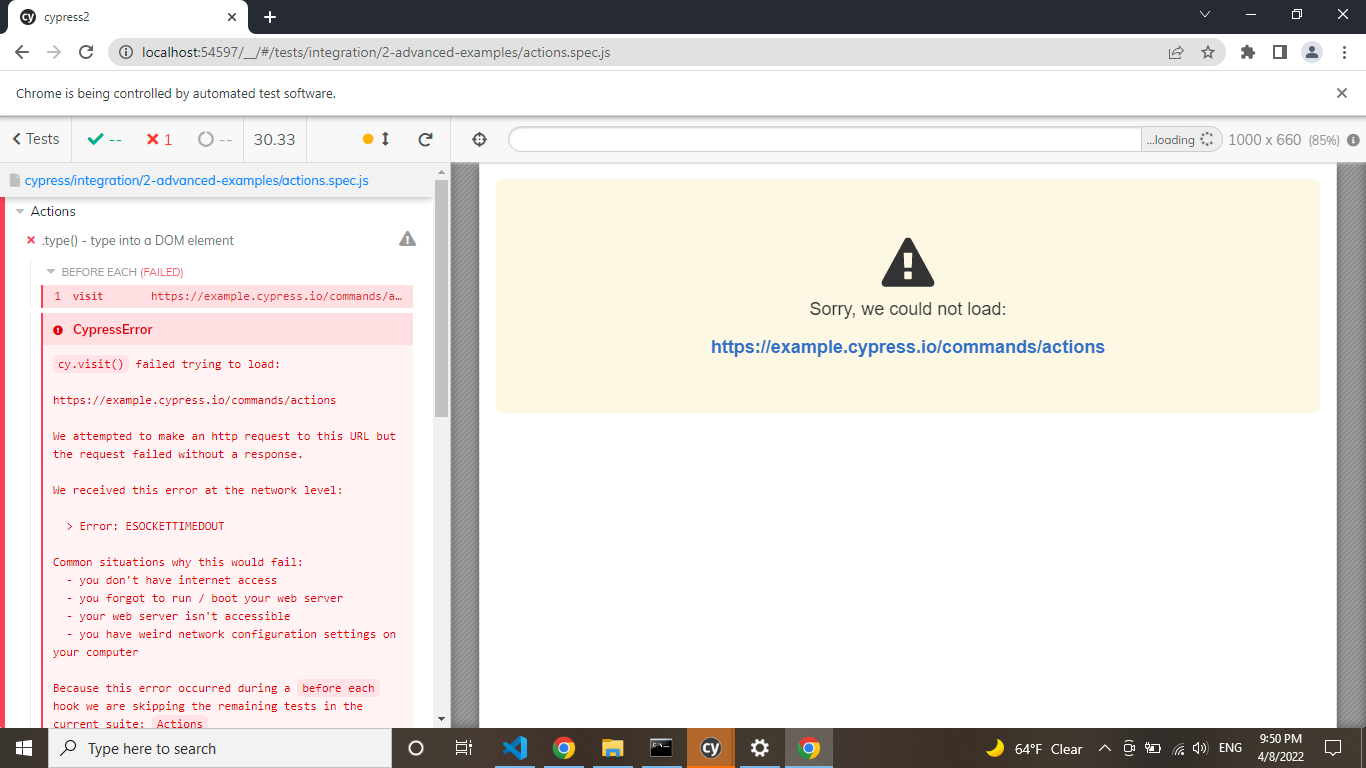 cypress2
localhost:54597/__/#/tests/integration/2-advanced-examples/actions.spec.js
Chrome is being controlled by automated test software.
Tests -- 1 -- 30.33 ...loading 1000 x 660 (85%)
cypress/integration/2-advanced-examples/actions.spec.js
Actions
.type() - type into a DOM element
BEFORE EACH (FAILED)
1 visit https://example.cypress.io/commands/a...
CypressError
cy.visit() failed trying to load:
https://example.cypress.io/commands/actions
We attempted to make an http request to this URL but
the request failed without a response.
We received this error at the network level:
> Error: ESOCKETTIMEDOUT
Common situations why this would fail:
- you don't have internet access
- you forgot to run / boot your web server
- your web server isn't accessible
- you have weird network configuration settings on
your computer
Because this error occurred during a before each
hook we are skipping the remaining tests in the
current suite: Actions
Sorry, we could not load:
https://example.cypress.io/commands/actions
Type here to search
cy
64°F Clear
ENG
9:50 PM
4/8/2022